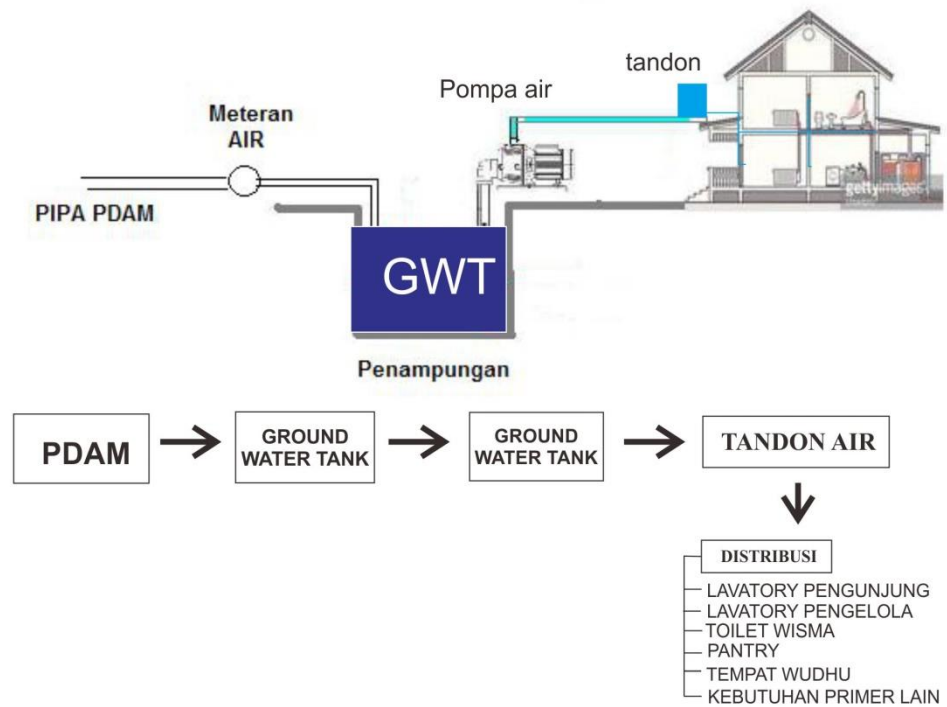 tandon
Pompa air
Meteran
AIR
PIPA PDAM
gettyimages
GWT
Penampungan
PDAM
GROUND
WATER TANK
GROUND
WATER TANK
TANDON AIR
DISTRIBUSI
LAVATORY PENGUNJUNG
LAVATORY PENGELOLA
TOILET WISMA
PANTRY
TEMPAT WUDHU
KEBUTUHAN PRIMER LAIN